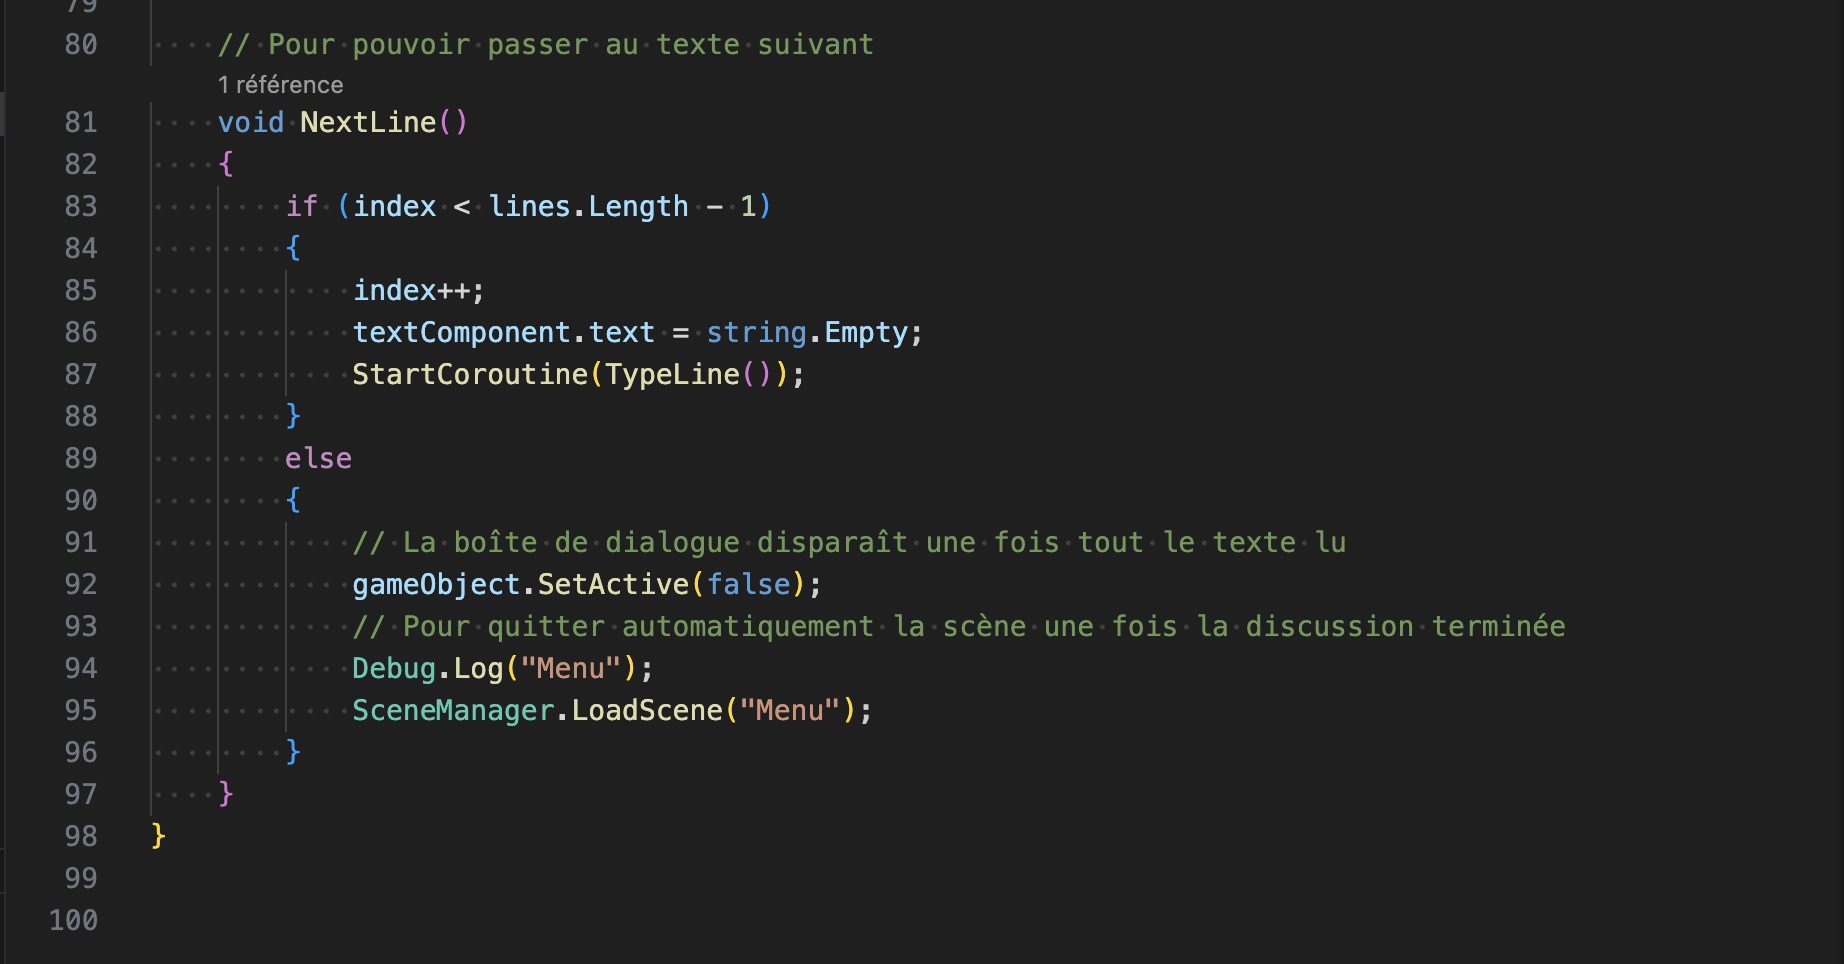 79
80 // Pour pouvoir passer au texte suivant
1 référence
81 void NextLine()
82 {
83 if (index < lines.Length - 1)
84 {
85 index++;
86 textComponent.text = string.Empty;
87 StartCoroutine(TypeLine());
88 }
89 else
90 {
91 // La boîte de dialogue disparaît une fois tout le texte lu
92 gameObject.SetActive(false);
93 // Pour quitter automatiquement la scène une fois la discussion terminée
94 Debug.Log("Menu");
95 SceneManager.LoadScene("Menu");
96 }
97 }
98 }
99
100